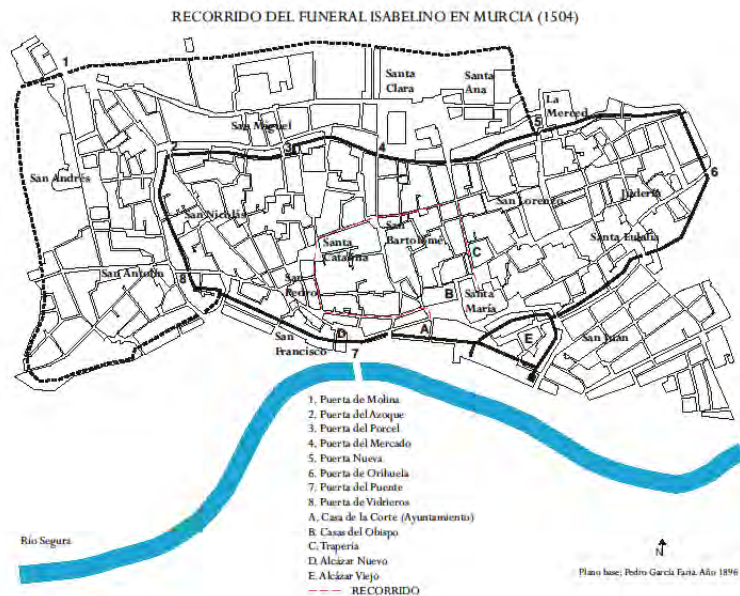 RECORRIDO DEL FUNERAL ISABELINO EN MURCIA (1504)
1
Santa
Clara
Santa
Ana
La
Merced
5
San Miguel
2
3
4
6
San Andrés
San Nicolás
San Lorenzo
Judería
Santa
Catalina
San
Bartolomé
C
Santa Eulalia
San Antolín
8
San
Pedro
B
Santa
María
San
Francisco
D
A
E
San Juan
7
1, Puerta de Molina
2, Puerta del Azoque
3, Puerta del Porcel
4, Puerta del Mercado
5, Puerta Nueva
6, Puerta de Orihuela
7, Puerta del Puente
8, Puerta de Vidrieros
A, Casa de la Corte (Ayuntamiento)
B, Casas del Obispo
C, Trapería
D, Alcázar Nuevo
E, Alcázar Viejo
RECORRIDO
Río Segura
N
Plano base; Pedro García Faria. Año 1896